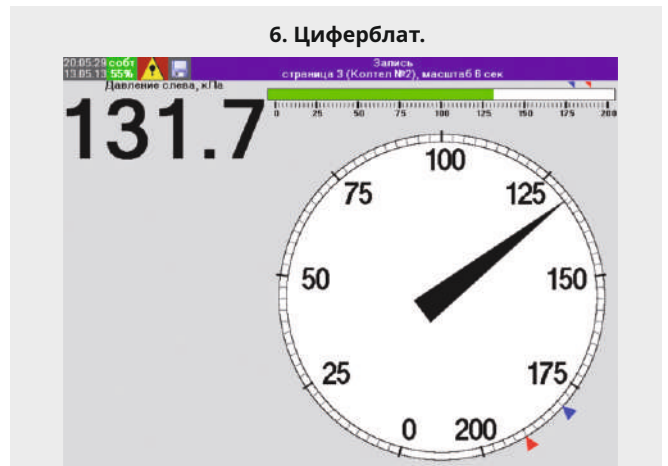 6. Циферблат.
20:05:29 собт
13.05.13 55%
Запись
страница 3 (Колтел №2), масштаб 6 сек
Давление слева, кПа
131.7
0 25 50 75 100 125 150 175 200
100
75 125
50 150
25 175
0 200